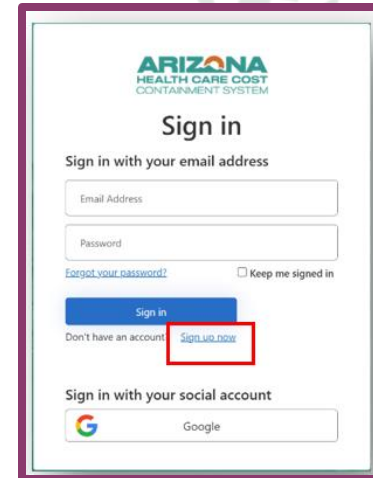 ARIZONA
HEALTH CARE COST
CONTAINMENT SYSTEM
Sign in
Sign in with your email address
Email Address
Password
Forgot your password? Keep me signed in
Sign in
Don't have an account Sign up now
Sign in with your social account
Google